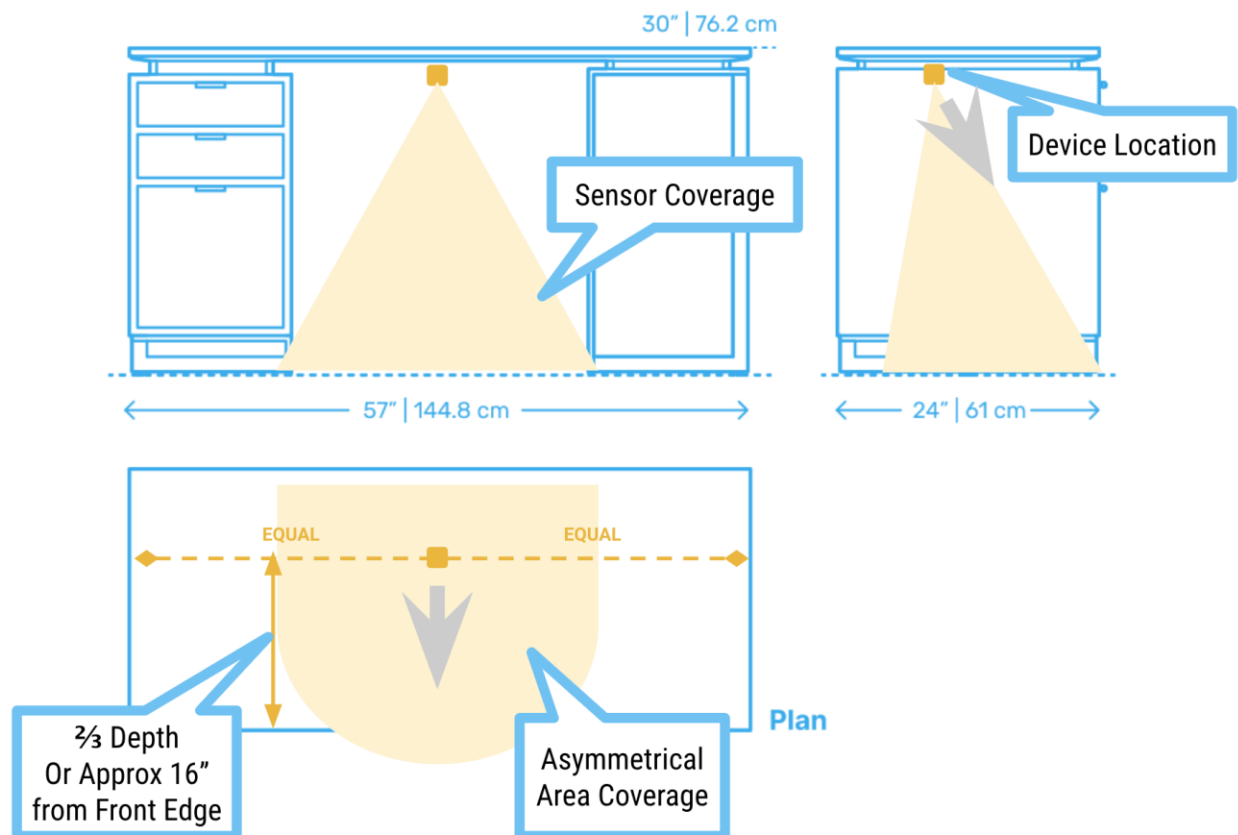 30” | 76.2 cm
Device Location
Sensor Coverage
57” | 144.8 cm
24” | 61 cm
EQUAL
EQUAL
Plan
⅔ Depth
Or Approx 16”
from Front Edge
Asymmetrical
Area Coverage